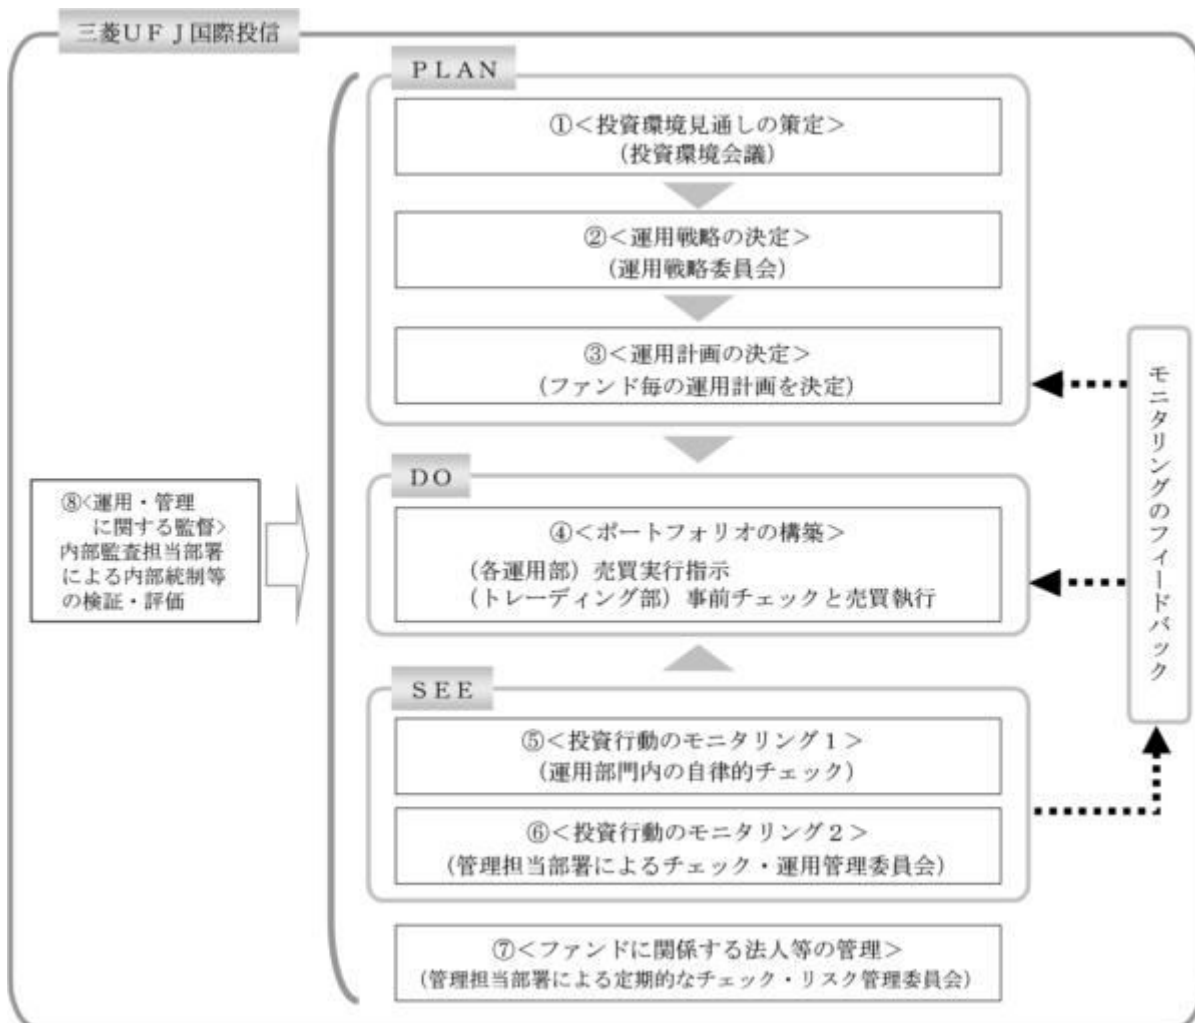 三菱UFJ国際投信
PLAN
①<投資環境見通しの策定>
(投資環境会議)
②<運用戦略の決定>
(運用戦略委員会)
③<運用計画の決定>
(ファンド毎の運用計画を決定)
DO
④<ポートフォリオの構築>
(各運用部)売買実行指示
(トレーディング部)事前チェックと売買執行
SEE
⑤<投資行動のモニタリング1>
(運用部門内の自律的チェック)
⑥<投資行動のモニタリング2>
(管理担当部署によるチェック・運用管理委員会)
⑦<ファンドに関係する法人等の管理>
(管理担当部署による定期的なチェック・リスク管理委員会)
⑧<運用・管理
に関する監督>
内部監査担当部署
による内部統制等
の検証・評価
モニタリングのフィードバック